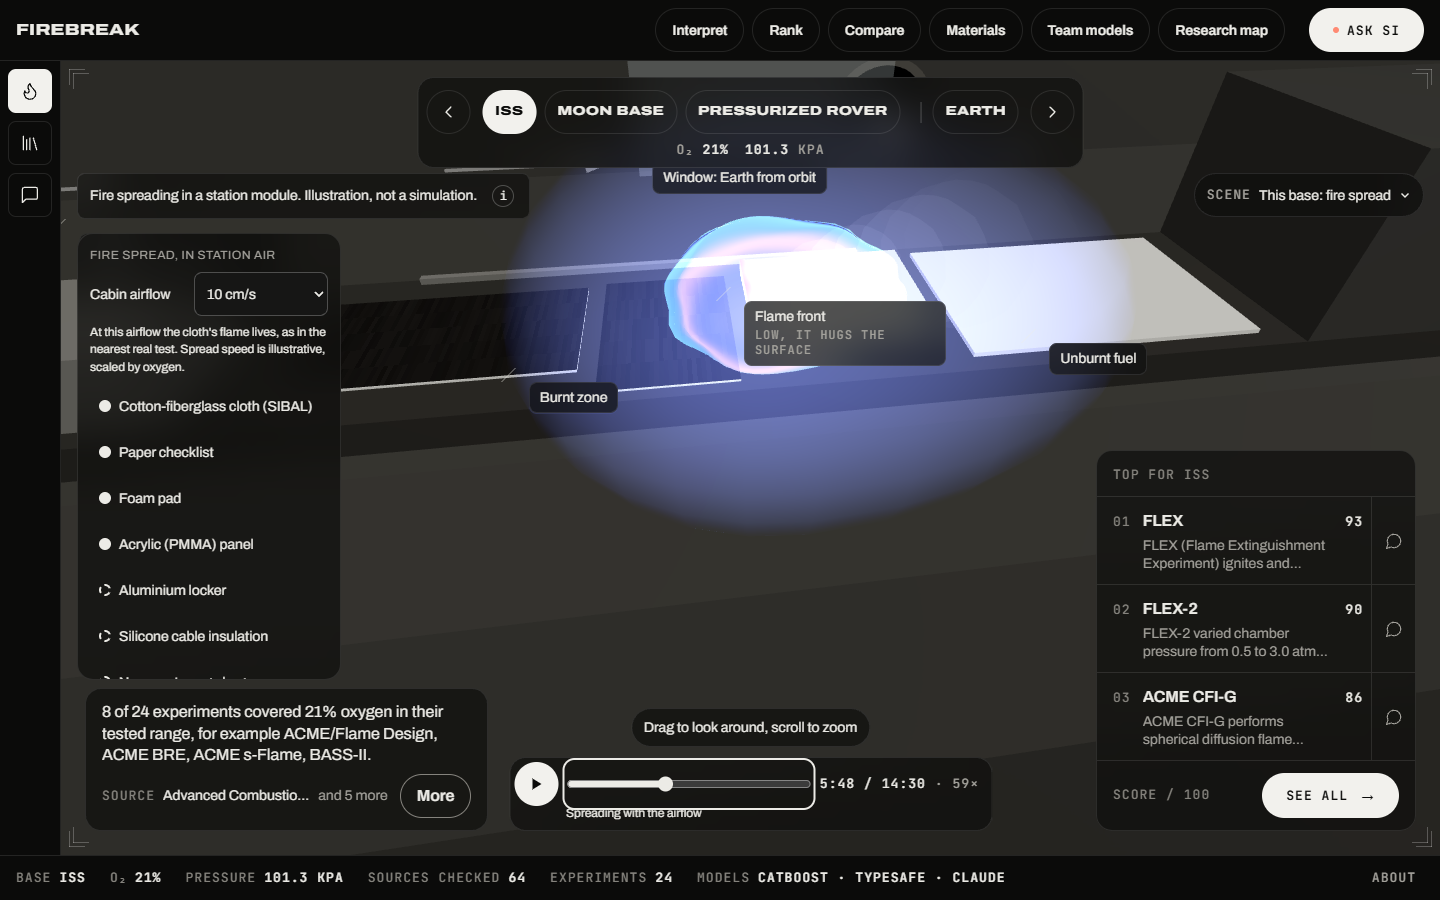 FIREBREAK
Interpret
Rank
Compare
Materials
Team models
Research map
ASK SI
ISS
MOON BASE
PRESSURIZED ROVER
EARTH
O₂ 21% 101.3 KPA
Window: Earth from orbit
Fire spreading in a station module. Illustration, not a simulation.
i
SCENE This base: fire spread
FIRE SPREAD, IN STATION AIR
Cabin airflow
10 cm/s
At this airflow the cloth's flame lives, as in the
nearest real test. Spread speed is illustrative,
scaled by oxygen.
Cotton-fiberglass cloth (SIBAL)
Paper checklist
Foam pad
Acrylic (PMMA) panel
Aluminium locker
Silicone cable insulation
Flame front
LOW, IT HUGS THE
SURFACE
Burnt zone
Unburnt fuel
TOP FOR ISS
01 FLEX 93
FLEX (Flame Extinguishment
Experiment) ignites and...
02 FLEX-2 90
FLEX-2 varied chamber
pressure from 0.5 to 3.0 atm...
03 ACME CFI-G 86
ACME CFI-G performs
spherical diffusion flame...
SCORE / 100
SEE ALL →
8 of 24 experiments covered 21% oxygen in their
tested range, for example ACME/Flame Design,
ACME BRE, ACME s-Flame, BASS-II.
SOURCE Advanced Combustio... and 5 more
More
Drag to look around, scroll to zoom
5:48 / 14:30 · 59×
Spreading with the airflow
BASE ISS O₂ 21% PRESSURE 101.3 KPA SOURCES CHECKED 64 EXPERIMENTS 24 MODELS CATBOOST · TYPESAFE · CLAUDE
ABOUT